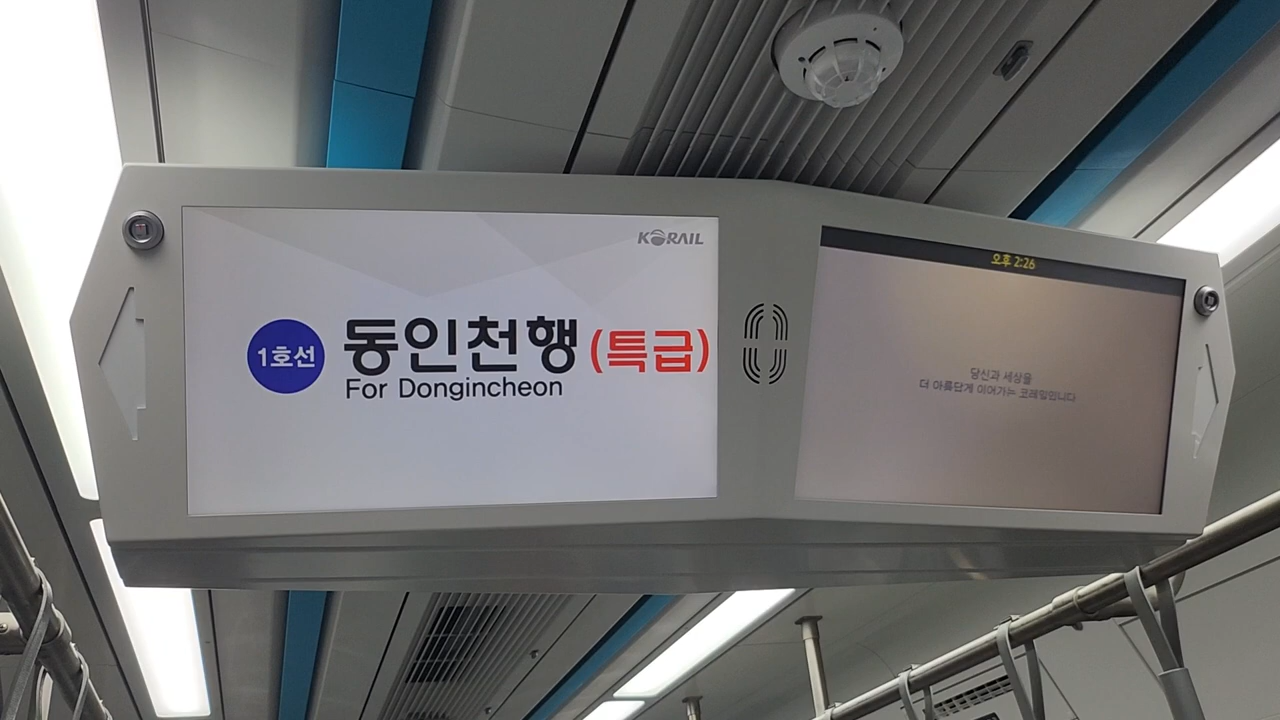 KORAIL
1호선
동인천행 (특급)
For Dongincheon
오후 2:26
당신과 세상을
더 아름답게 이어가는 코레일입니다